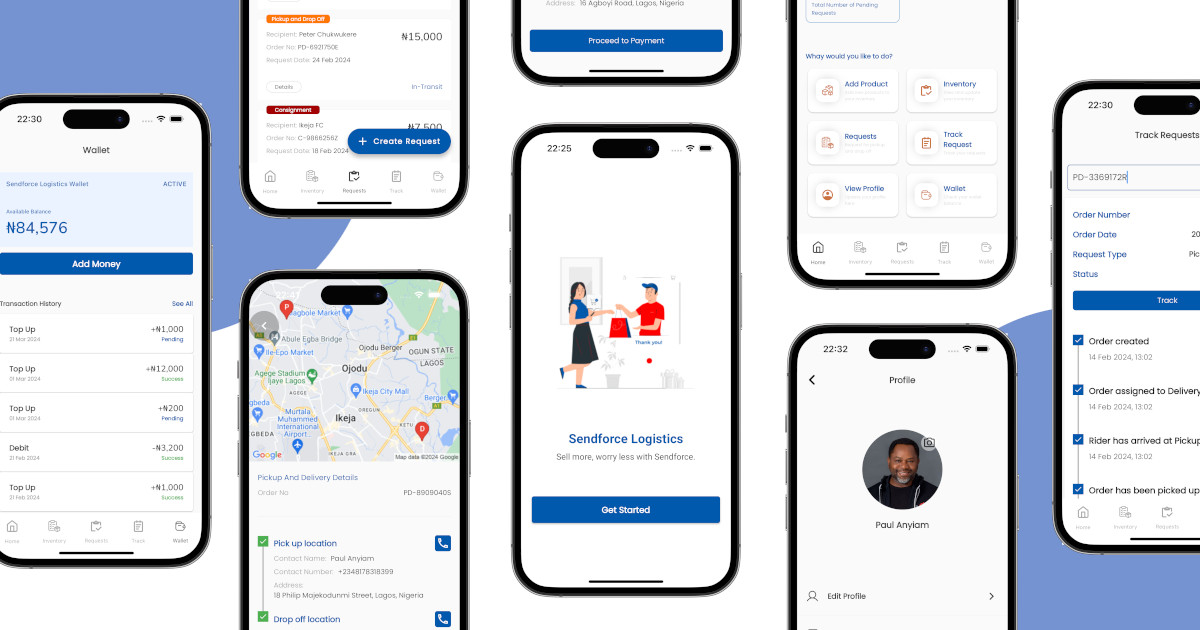 22:30
Wallet
Sendforce Logistics Wallet
ACTIVE
Available Balance
₦84,576
Add Money
Transaction History
See All
Top Up
+₦1,000
21 Mar 2024
Pending
Top Up
+₦12,000
01 Mar 2024
Success
Top Up
+₦200
01 Mar 2024
Pending
Debit
-₦3,200
21 Feb 2024
Success
Top Up
+₦1,000
21 Feb 2024
Success
Home
Inventory
Requests
Track
Wallet
Pickup and Drop Off
Recipient: Peter Chukwukere
₦15,000
Order No: PD-6921750E
Request Date: 24 Feb 2024
Details
In-Transit
Consignment
Recipient: Ikeja FC
₦7,500
Order No: C-9866256Z
Request Date: 18 Feb 2024
+ Create Request
Home
Inventory
Requests
Track
Wallet
P
agbole Market
Abule Egba Bridge
Ile-Epo Market
Ojodu Berger
OGUN STATE
LAGOS
Agege Stadium
Ijaye Lagos
Ojodu
AGEGE
Ikeja City Mall
Berger
OREGUN
gbeda
Murtala
Muhammed
International
Airport
Ikeja
D
GBEDA
IKEJA GRA
Google
Map data ©2024 Google
Pickup And Delivery Details
Order No
PD-8909040S
Pick up location
Contact Name: Paul Anyiam
Contact Number: +2348178318399
Address:
18 Philip Majekodunmi Street, Lagos, Nigeria
Drop off location
Address: 16 Agboyi Road, Lagos, Nigeria
Proceed to Payment
22:25
Thank you!
Sendforce Logistics
Sell more, worry less with Sendforce.
Get Started
Total Number of Pending
Requests
Whay would you like to do?
Add Product
Inventory
Requests
Track
Request
View Profile
Wallet
Home
Inventory
Requests
Track
Wallet
22:32
Profile
Paul Anyiam
Edit Profile
22:30
Track Requests
PD-3369172R
Order Number
Order Date
20
Request Type
Pic
Status
Track
Order created
14 Feb 2024, 13:02
Order assigned to Delivery
14 Feb 2024, 13:02
Rider has arrived at Pickup
14 Feb 2024, 13:02
Order has been picked up
Home
Inventory
Requests